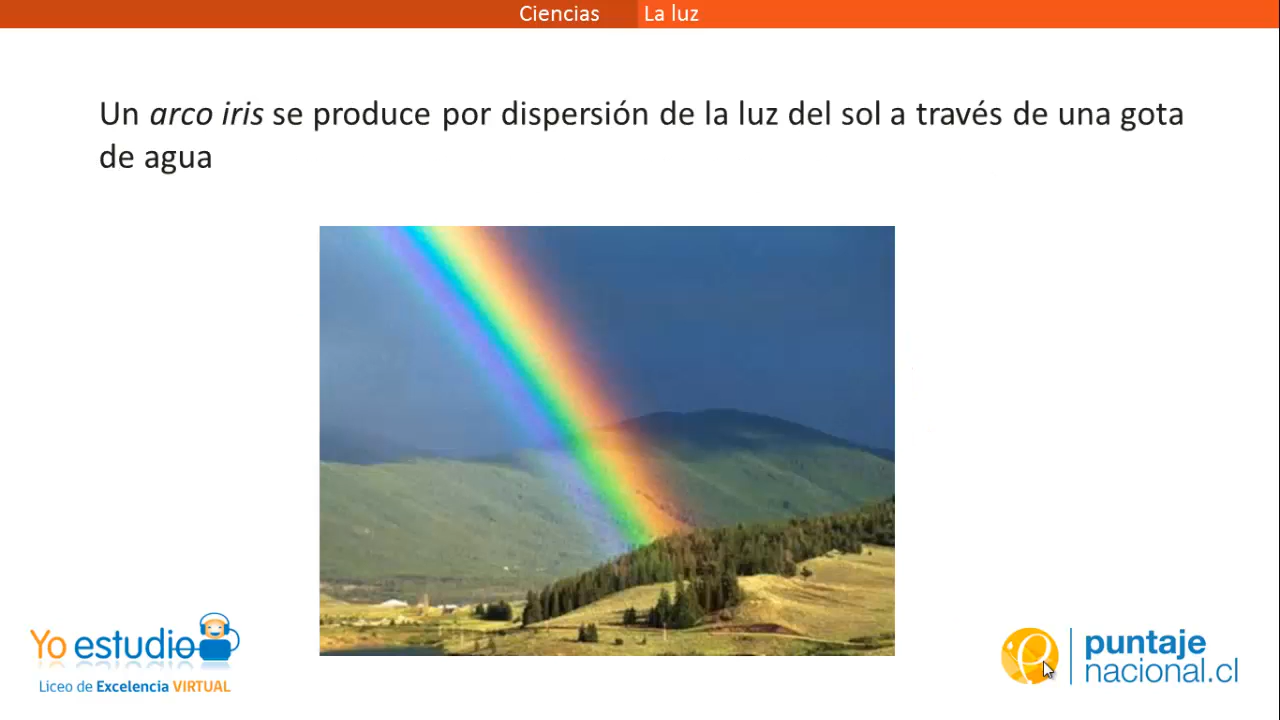 Ciencias La luz
Un arco iris se produce por dispersión de la luz del sol a través de una gota
de agua
Yo estudio
Liceo de Excelencia VIRTUAL
puntaje
nacional.cl